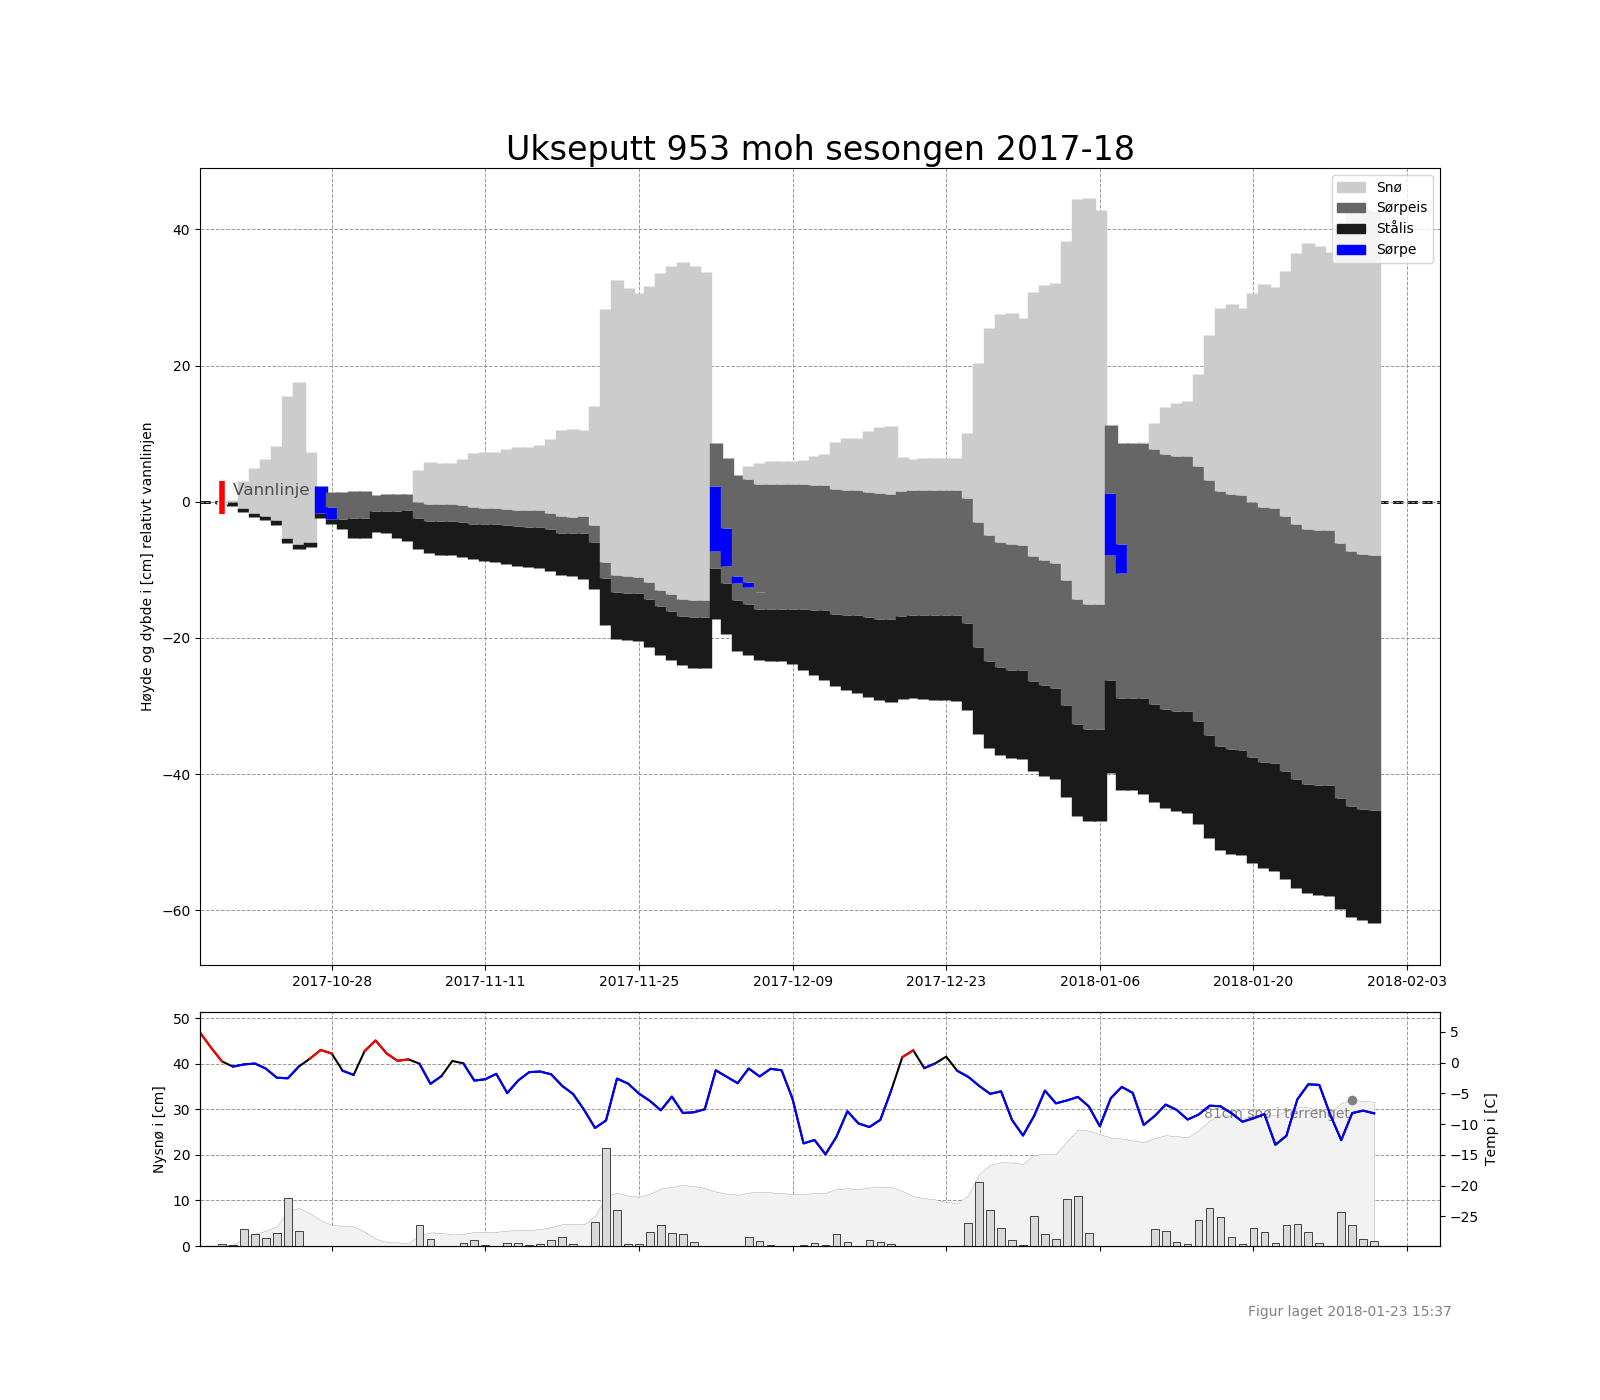 Ukseputt 953 moh sesongen 2017-18
Høyde og dybde i [cm] relativt vannlinjen
40
20
0
−20
−40
−60
Vannlinje
Snø
Sørpeis
Stålis
Sørpe
2017-10-28
2017-11-11
2017-11-25
2017-12-09
2017-12-23
2018-01-06
2018-01-20
2018-02-03
Nysnø i [cm]
50
40
30
20
10
0
81cm snø i terrenget
5
0
−5
−10
−15
−20
−25
Temp i [C]
Figur laget 2018-01-23 15:37